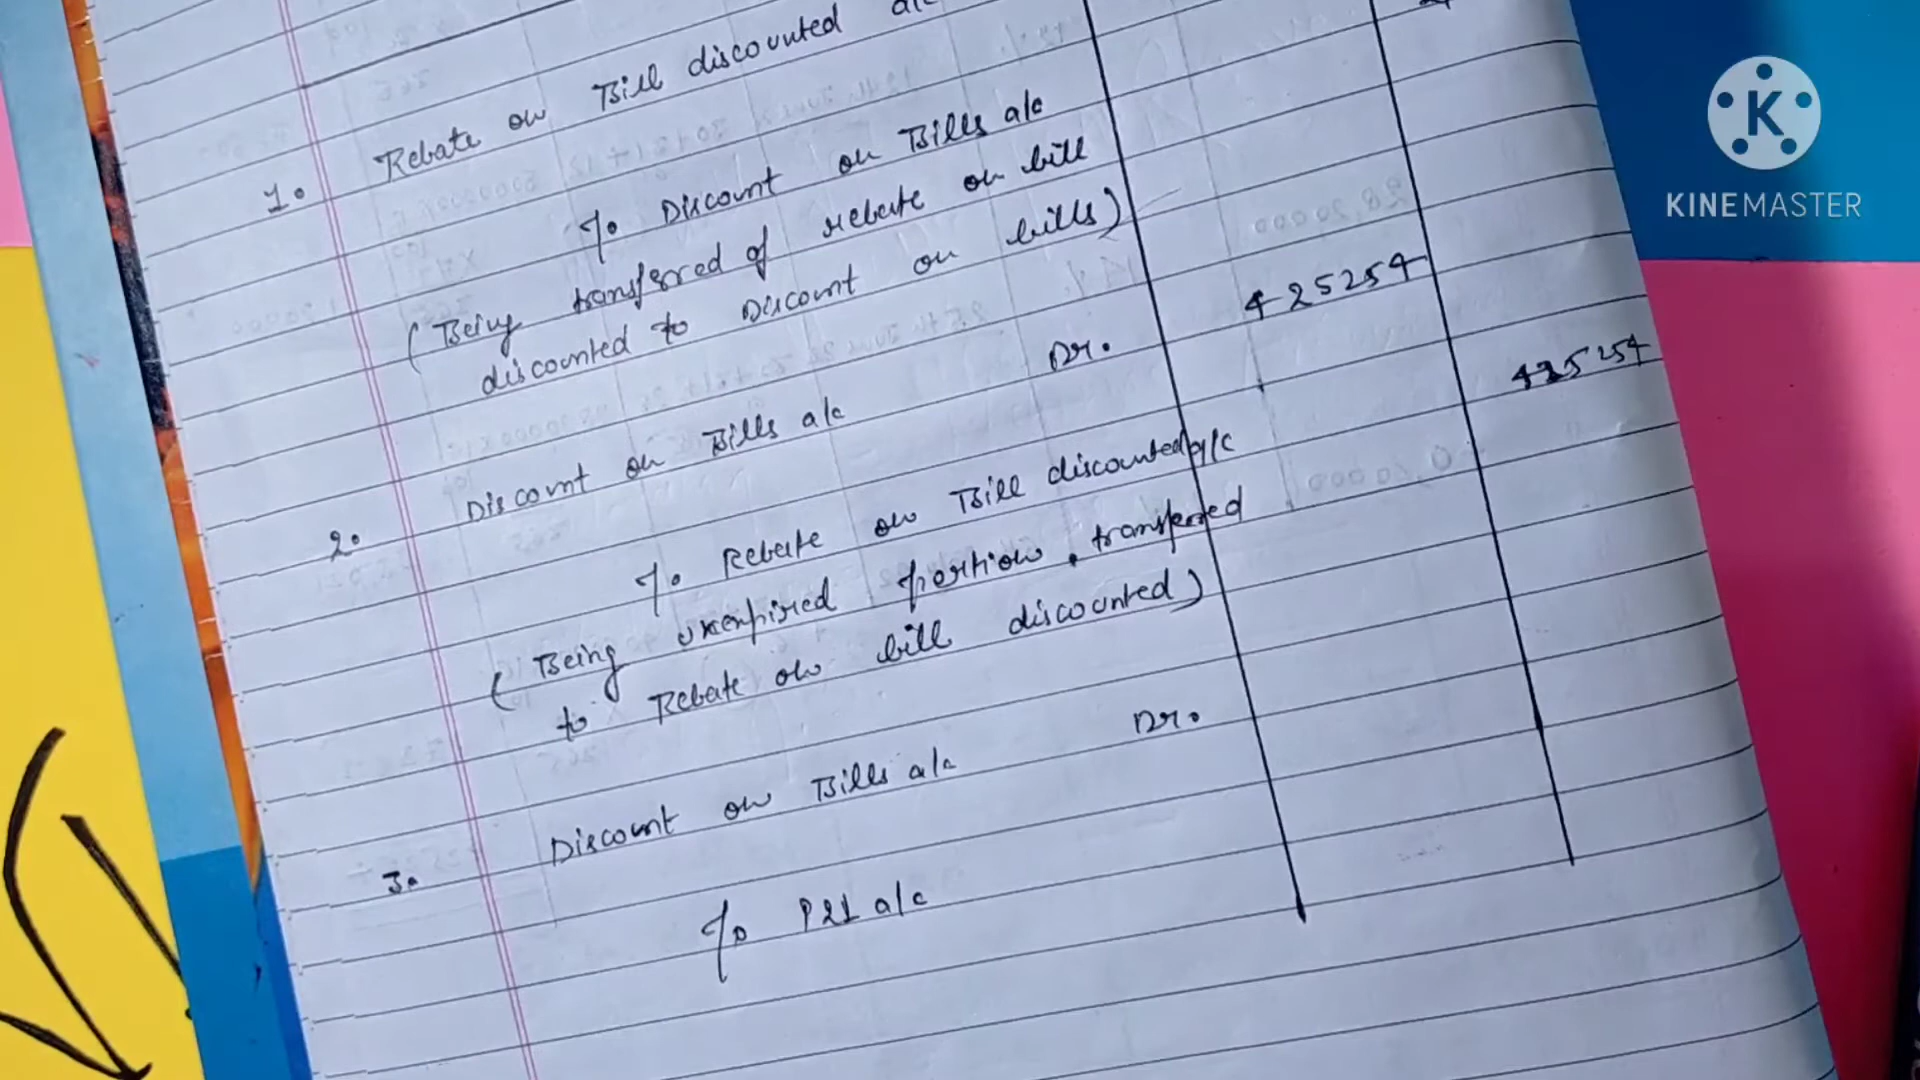 1. Rebate on Bill discounted a/c
To Discount on Bills a/c
( Being transferred of rebate on bill
discounted to Discount on bills)
2. Discount on Bills a/c Dr. 425254
To Rebate on Bill discounted a/c 425254
( Being unexpired portion transferred
to Rebate on bill discounted)
3. Discount on Bills a/c Dr.
To P&L a/c
KINEMASTER